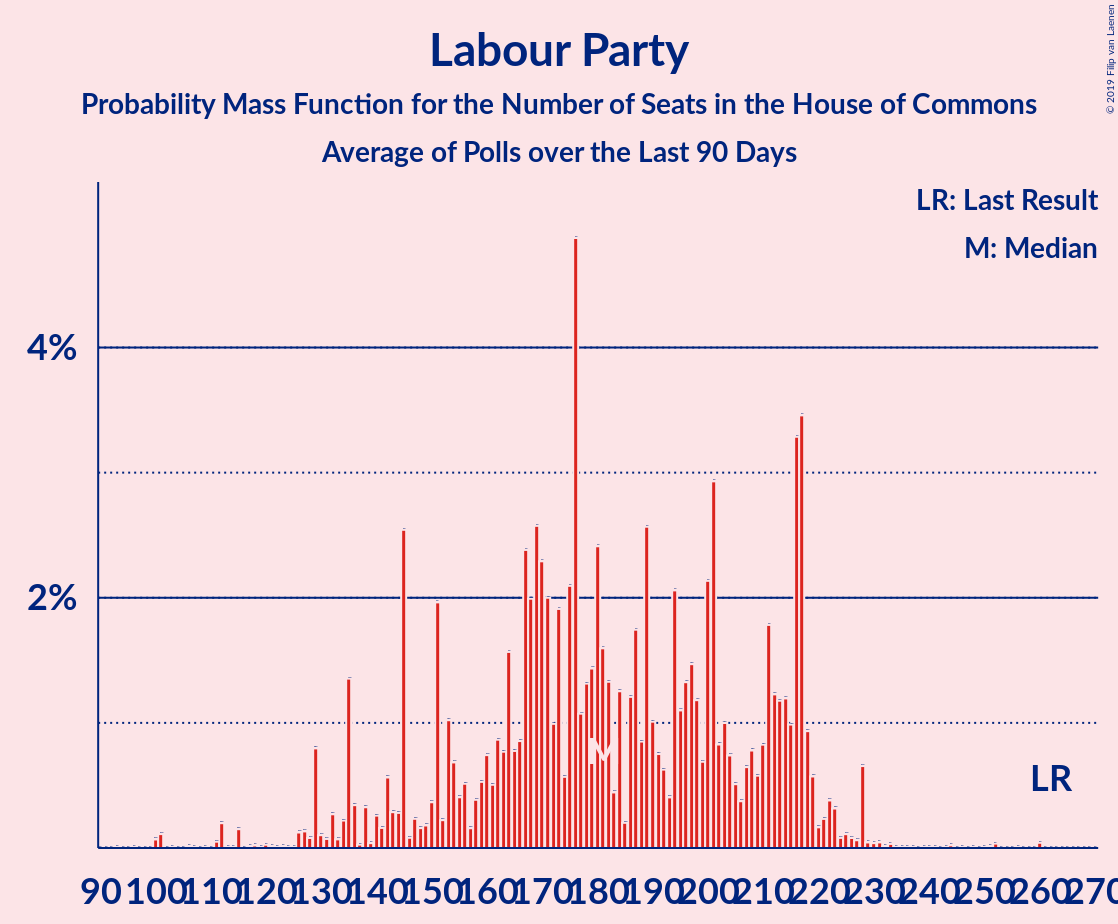 Labour Party
Probability Mass Function for the Number of Seats in the House of Commons
Average of Polls over the Last 90 Days
© 2019 Filip van Laenen
LR: Last Result
M: Median
4%
2%
M
LR
90 100 110 120 130 140 150 160 170 180 190 200 210 220 230 240 250 260 270